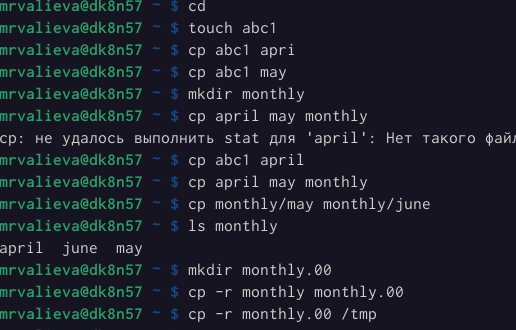 mrvalieva@dk8n57 ~ $ cd
mrvalieva@dk8n57 ~ $ touch abc1
mrvalieva@dk8n57 ~ $ cp abc1 apri
mrvalieva@dk8n57 ~ $ cp abc1 may
mrvalieva@dk8n57 ~ $ mkdir monthly
mrvalieva@dk8n57 ~ $ cp april may monthly
cp: не удалось выполнить stat для 'april': Нет такого файл
mrvalieva@dk8n57 ~ $ cp abc1 april
mrvalieva@dk8n57 ~ $ cp april may monthly
mrvalieva@dk8n57 ~ $ cp monthly/may monthly/june
mrvalieva@dk8n57 ~ $ ls monthly
april  june  may
mrvalieva@dk8n57 ~ $ mkdir monthly.00
mrvalieva@dk8n57 ~ $ cp -r monthly monthly.00
mrvalieva@dk8n57 ~ $ cp -r monthly.00 /tmp